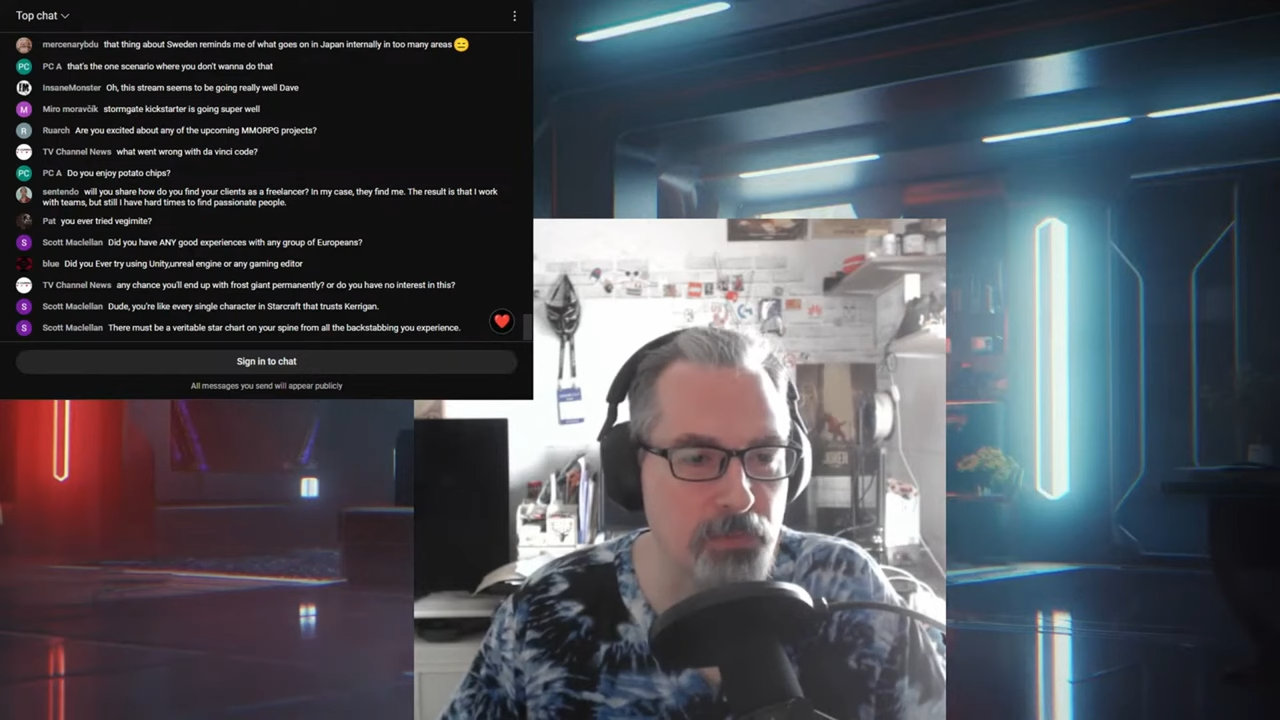 Top chat
mercenarybdu that thing about Sweden reminds me of what goes on in Japan internally in too many areas 😑
PC PC A that's the one scenario where you don't wanna do that
InsaneMonster Oh, this stream seems to be going really well Dave
M Miro moravčík stormgate kickstarter is going super well
R Ruarch Are you excited about any of the upcoming MMORPG projects?
TV Channel News what went wrong with da vinci code?
PC PC A Do you enjoy potato chips?
sentendo will you share how do you find your clients as a freelancer? In my case, they find me. The result is that I work
with teams, but still I have hard times to find passionate people.
Pat you ever tried vegimite?
S Scott Maclellan Did you have ANY good experiences with any group of Europeans?
blue Did you Ever try using Unity,unreal engine or any gaming editor
TV Channel News any chance you'll end up with frost giant permanently? or do you have no interest in this?
S Scott Maclellan Dude, you're like every single character in Starcraft that trusts Kerrigan.
S Scott Maclellan There must be a veritable star chart on your spine from all the backstabbing you experience.
Sign in to chat
All messages you send will appear publicly
JOKER